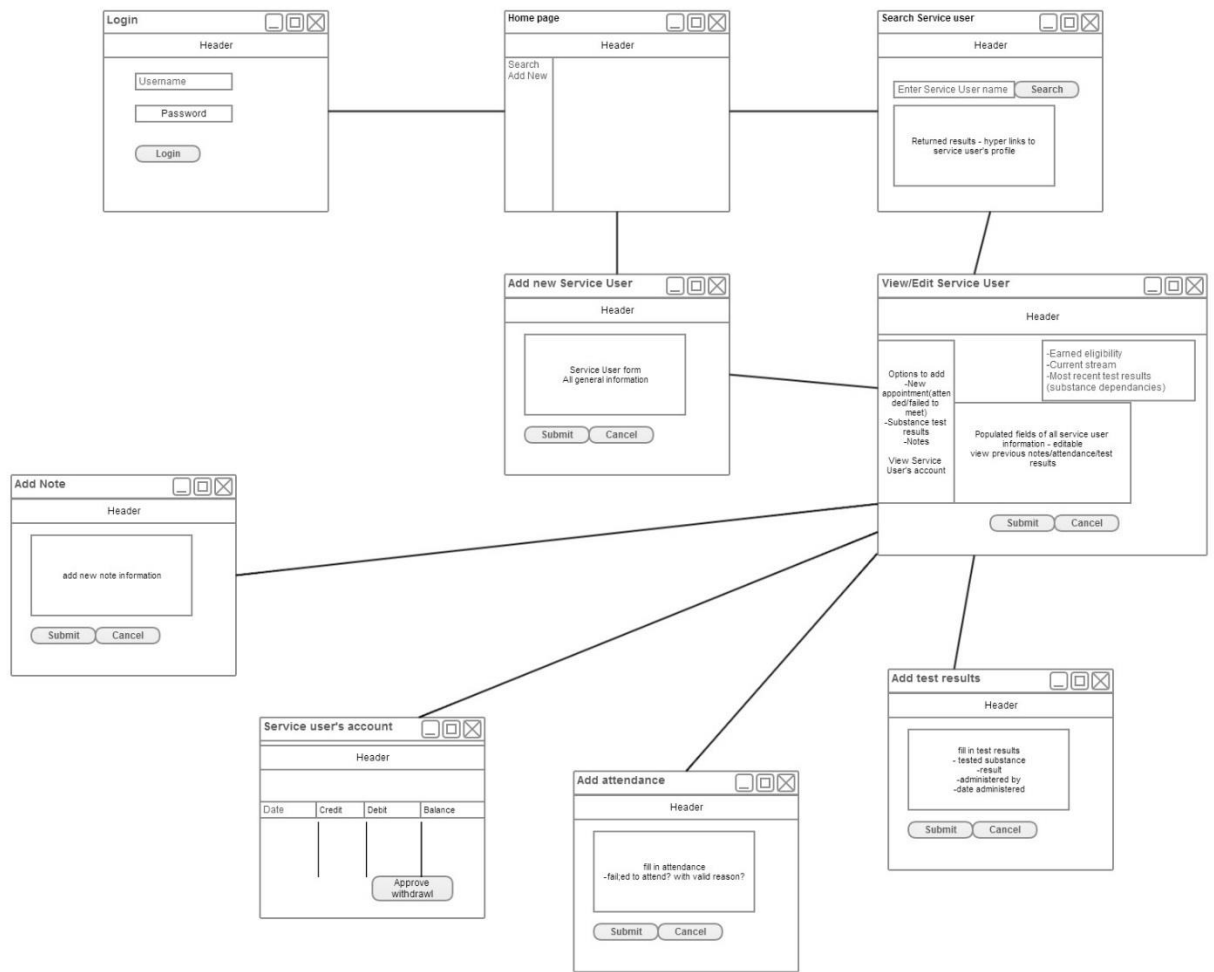 Login
Header
Username
Password
Login
Home page
Header
Search
Add New
Search Service user
Header
Enter Service User name
Search
Returned results - hyper links to
service user's profile
Add new Service User
Header
Service User form
All general information
Submit
Cancel
View/Edit Service User
Header
Options to add
-New
appointment(atten
ded/failed to
meet)
-Substance test
results
-Notes
View Service
User's account
-Earned eligibility
-Current stream
-Most recent test results
(substance dependancies)
Populated fields of all service user
information - editable
view previous notes/attendance/test
results
Submit
Cancel
Add Note
Header
add new note information
Submit
Cancel
Service user's account
Header
Date
Credit
Debit
Balance
Approve
withdrawl
Add attendance
Header
fill in attendance
-fail;ed to attend? with valid reason?
Submit
Cancel
Add test results
Header
fill in test results
- tested substance
-result
-administered by
-date administered
Submit
Cancel